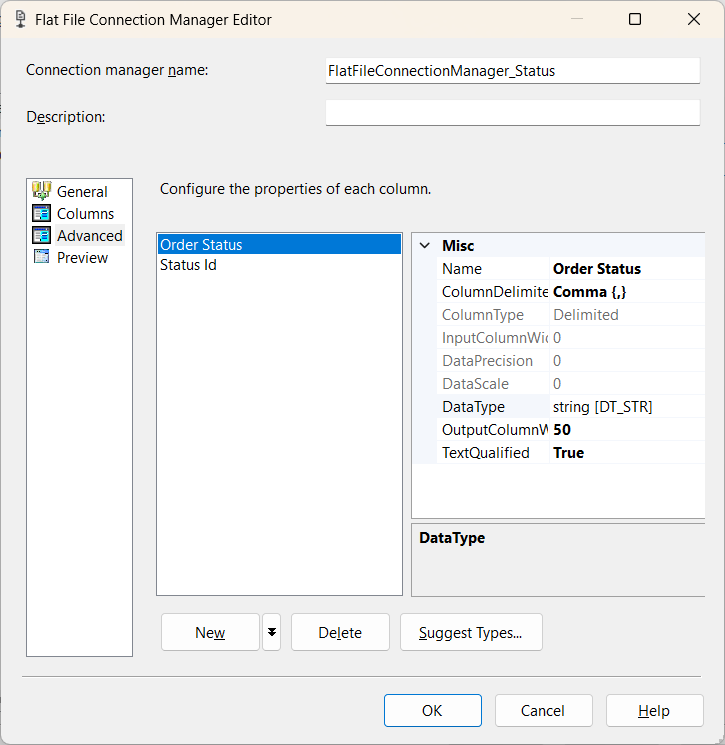 Flat File Connection Manager Editor
Connection manager name:
FlatFileConnectionManager_Status
Description:
General
Columns
Advanced
Preview
Configure the properties of each column.
Order Status
Status Id
Misc
Name Order Status
ColumnDelimite Comma {,}
ColumnType Delimited
InputColumnWi 0
DataPrecision 0
DataScale 0
DataType string [DT_STR]
OutputColumnW 50
TextQualified True
DataType
New
Delete
Suggest Types...
OK
Cancel
Help